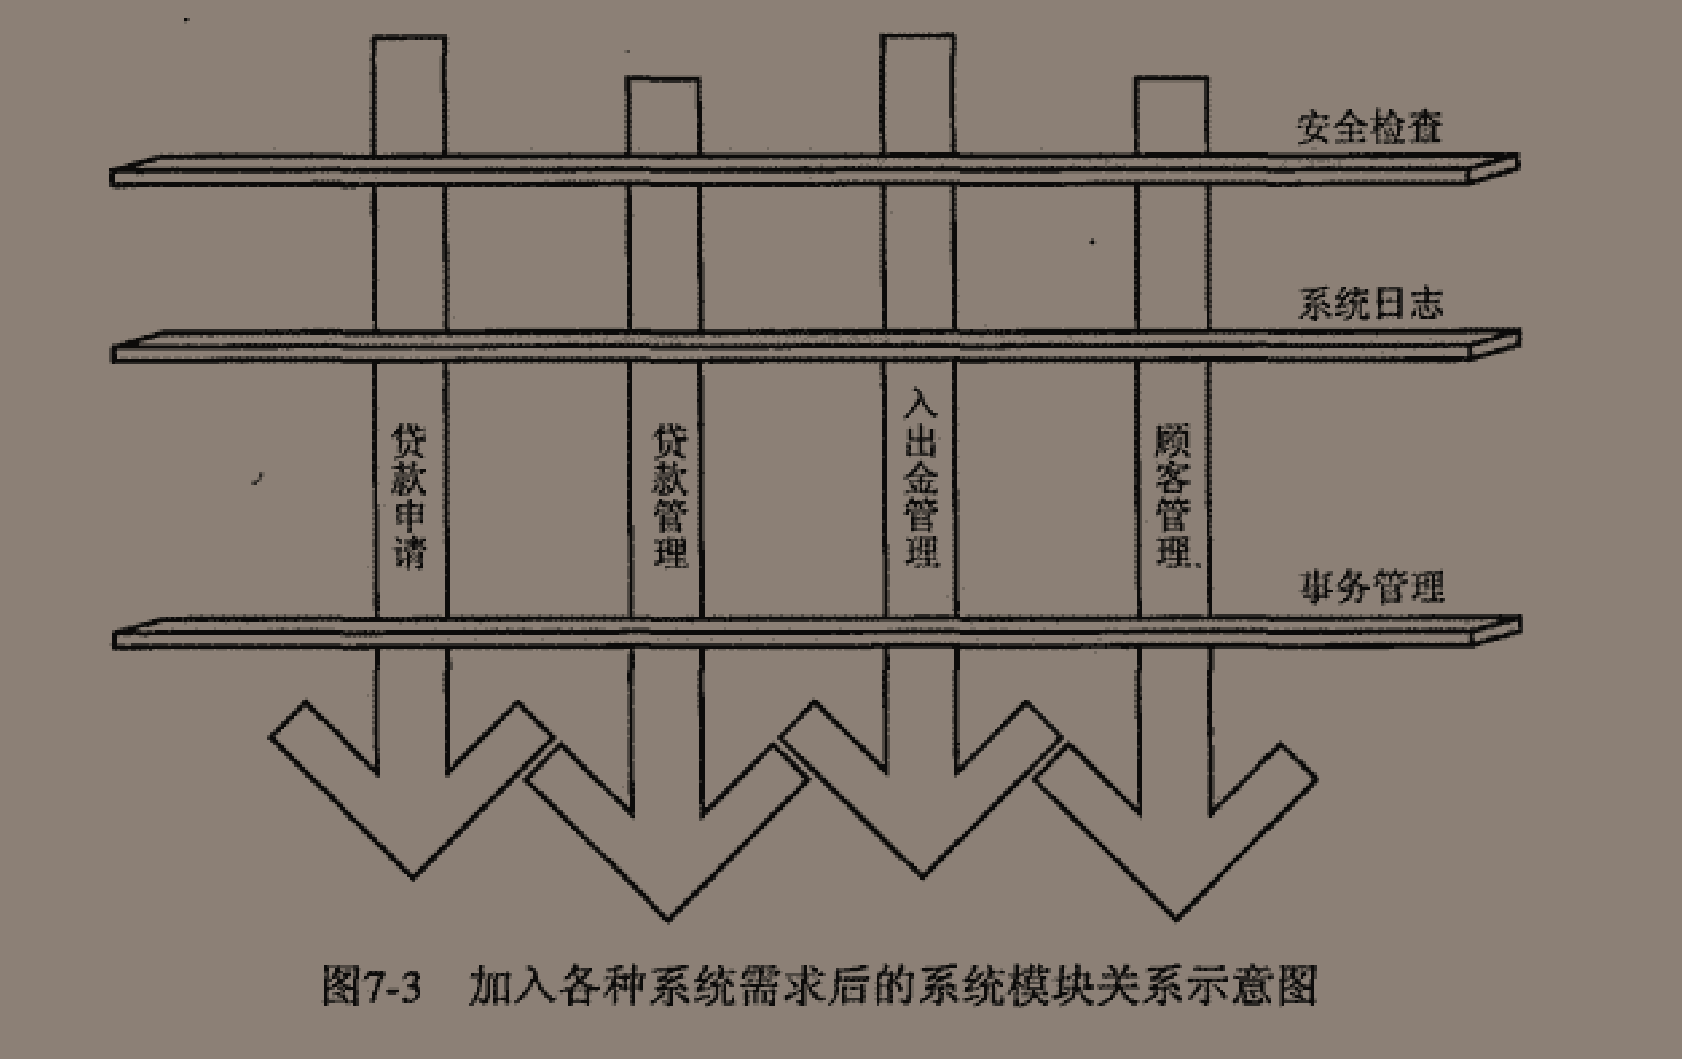 安全检查
系统日志
贷款申请
贷款管理
入出金管理
顾客管理
事务管理
图7-3 加入各种系统需求后的系统模块关系示意图